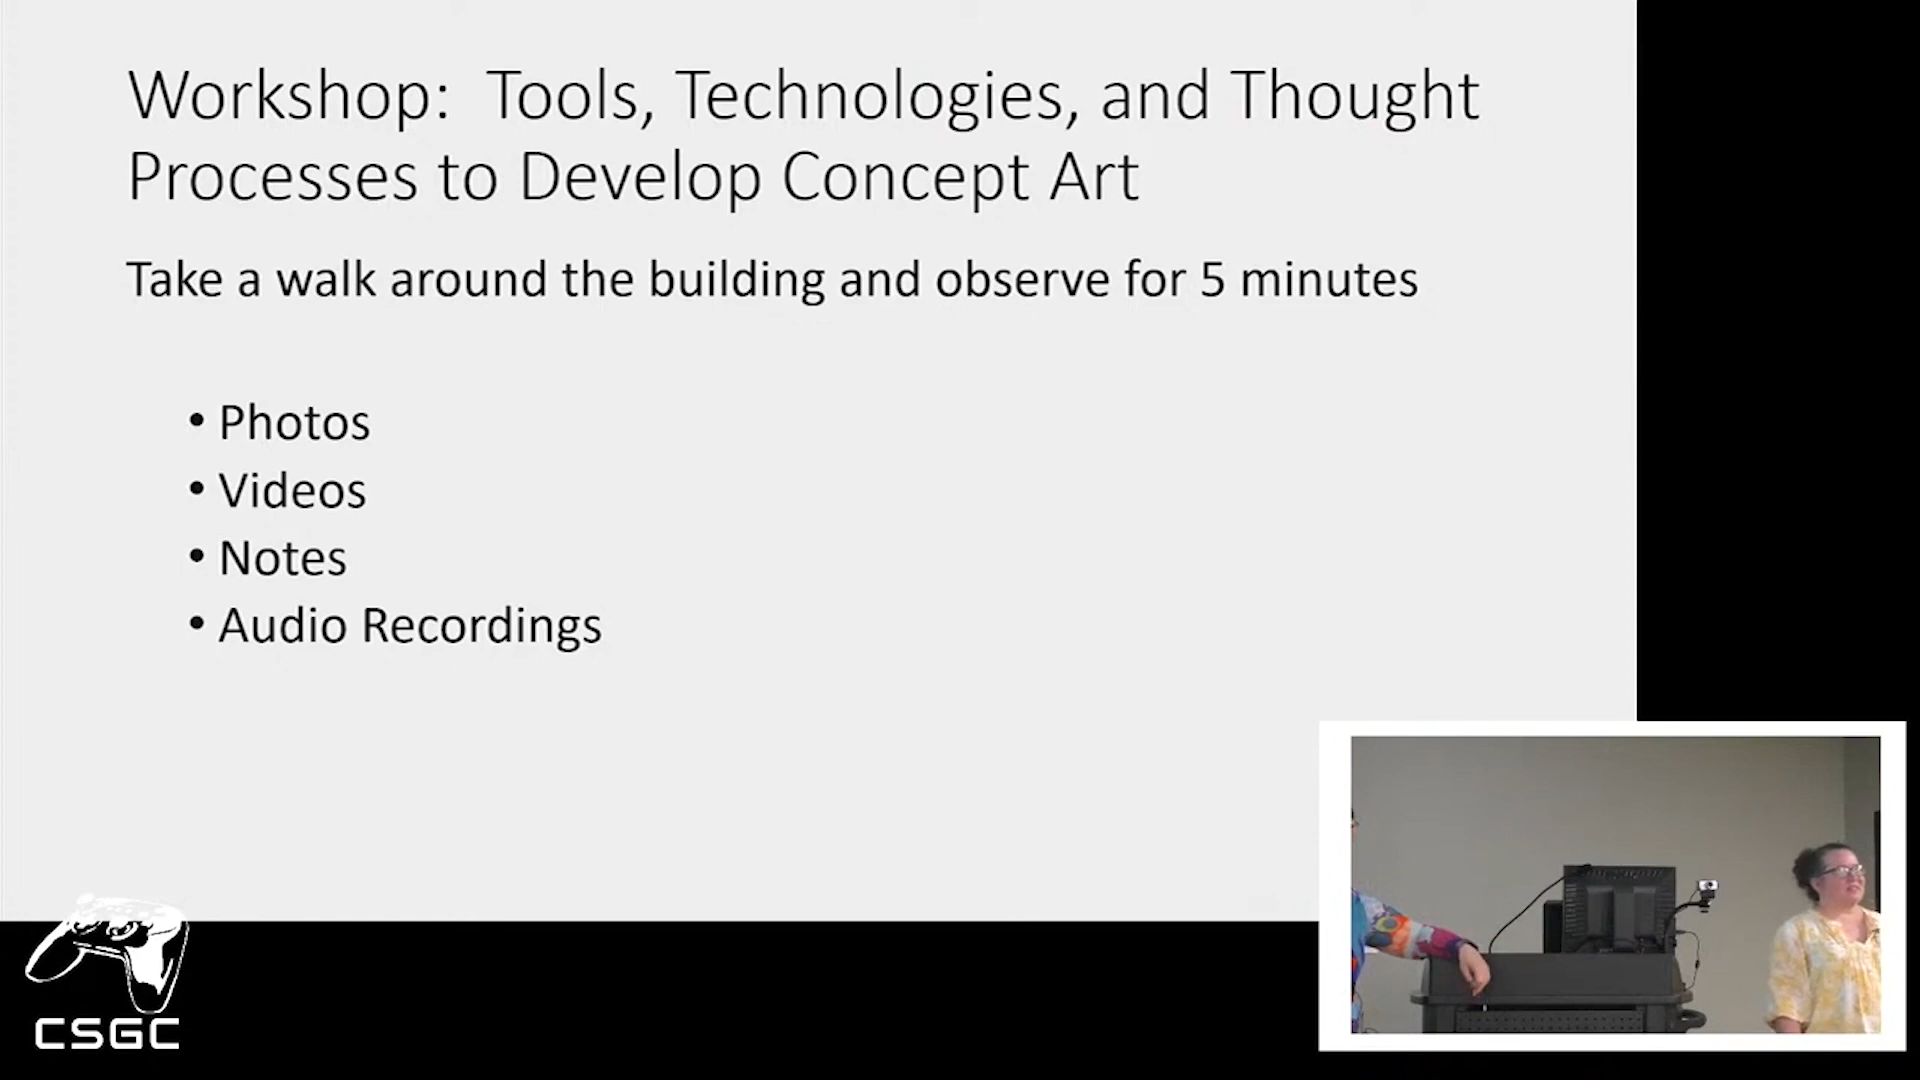 Workshop:  Tools, Technologies, and Thought
Processes to Develop Concept Art
Take a walk around the building and observe for 5 minutes
• Photos
• Videos
• Notes
• Audio Recordings
CSGC